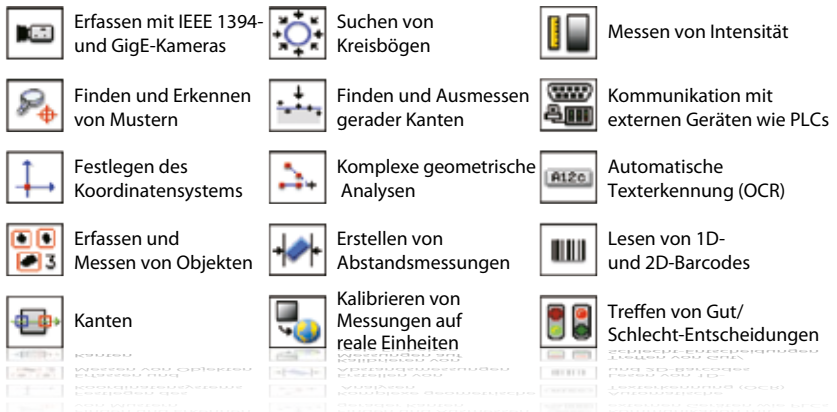 Erfassen mit IEEE 1394-
und GigE-Kameras
Finden und Erkennen
von Mustern
Festlegen des
Koordinatensystems
Erfassen und
Messen von Objekten
3
Kanten
Suchen von
Kreisbögen
Finden und Ausmessen
gerader Kanten
Komplexe geometrische
Analysen
Erstellen von
Abstandsmessungen
Kalibrieren von
Messungen auf
reale Einheiten
Messen von Intensität
Kommunikation mit
externen Geräten wie PLCs
A12c
Automatische
Texterkennung (OCR)
Lesen von 1D-
und 2D-Barcodes
Treffen von Gut/
Schlecht-Entscheidungen